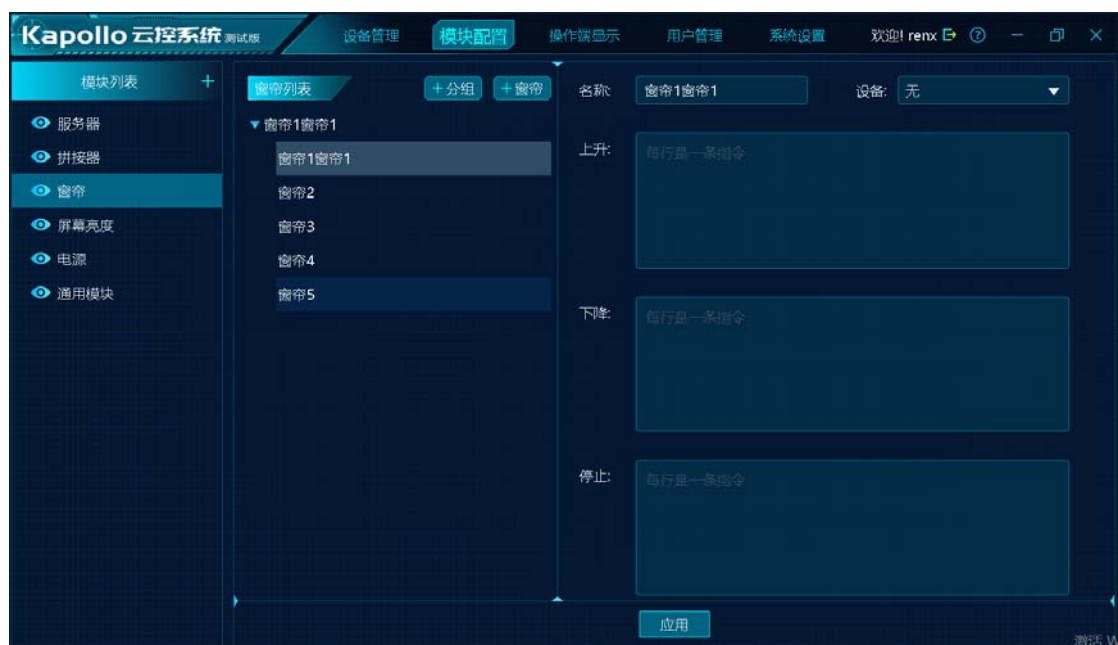 Kapollo 云控系统 测试版 设备管理 模块配置 操作端显示 用户管理 系统设置 欢迎! renx
模块列表 +
服务器
拼接器
窗帘
屏幕亮度
电源
通用模块
窗帘列表 +分组 +窗帘
窗帘1窗帘1
窗帘1窗帘1
窗帘2
窗帘3
窗帘4
窗帘5
名称: 窗帘1窗帘1 设备: 无
上升: 每行是一条指令
下降: 每行是一条指令
停止: 每行是一条指令
应用
激活 W